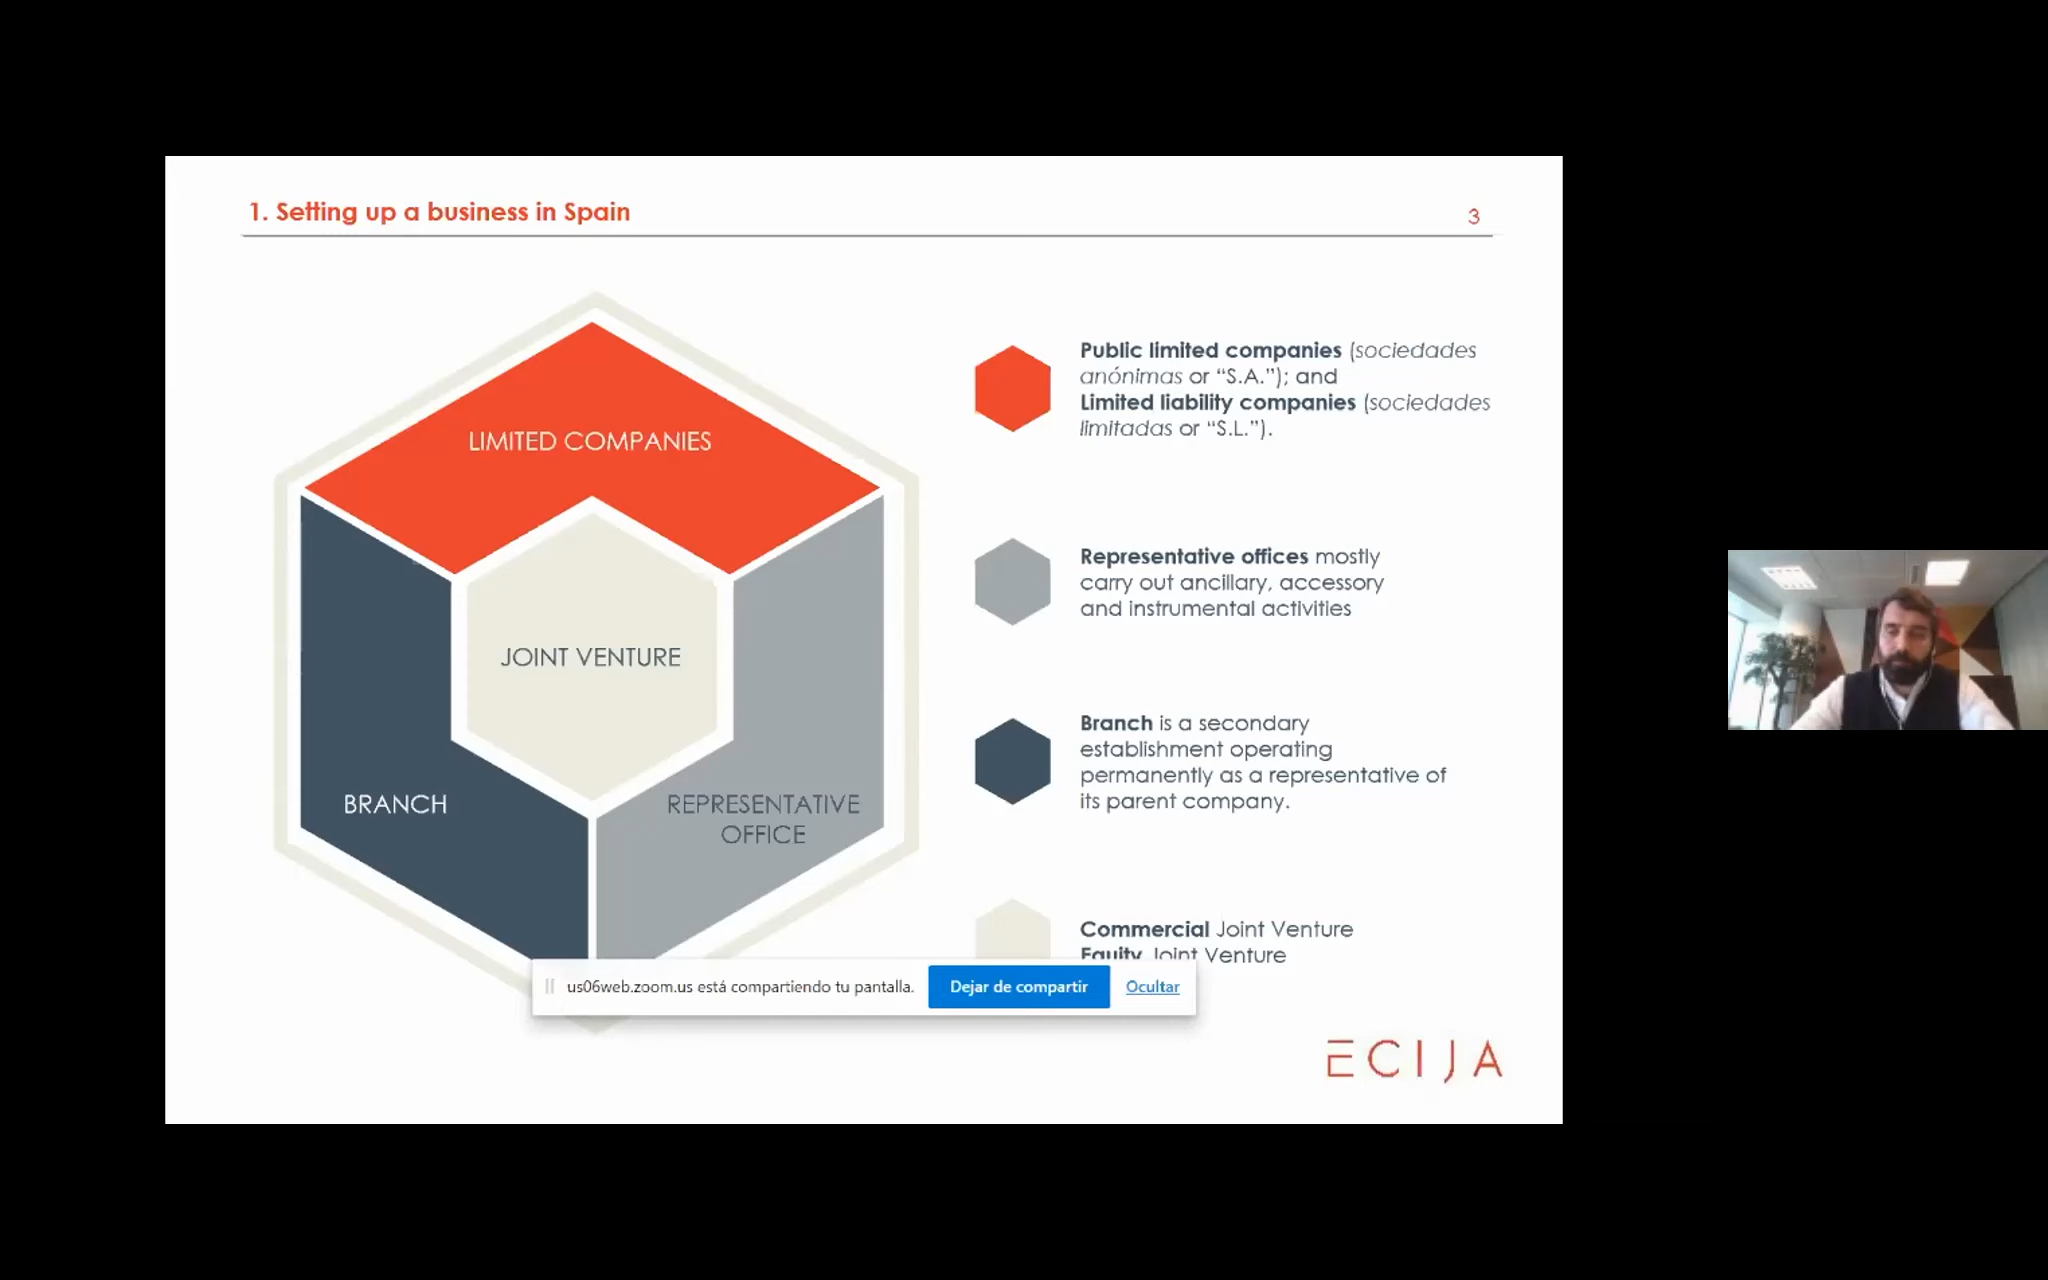 1. Setting up a business in Spain
3
LIMITED COMPANIES
JOINT VENTURE
BRANCH
REPRESENTATIVE
OFFICE
Public limited companies (sociedades
anónimas or “S.A.”); and
Limited liability companies (sociedades
limitadas or “S.L.”).
Representative offices mostly
carry out ancillary, accessory
and instrumental activities
Branch is a secondary
establishment operating
permanently as a representative of
its parent company.
Commercial Joint Venture
Equity Joint Venture
us06web.zoom.us está compartiendo tu pantalla.
Dejar de compartir
Ocultar
ECIJA